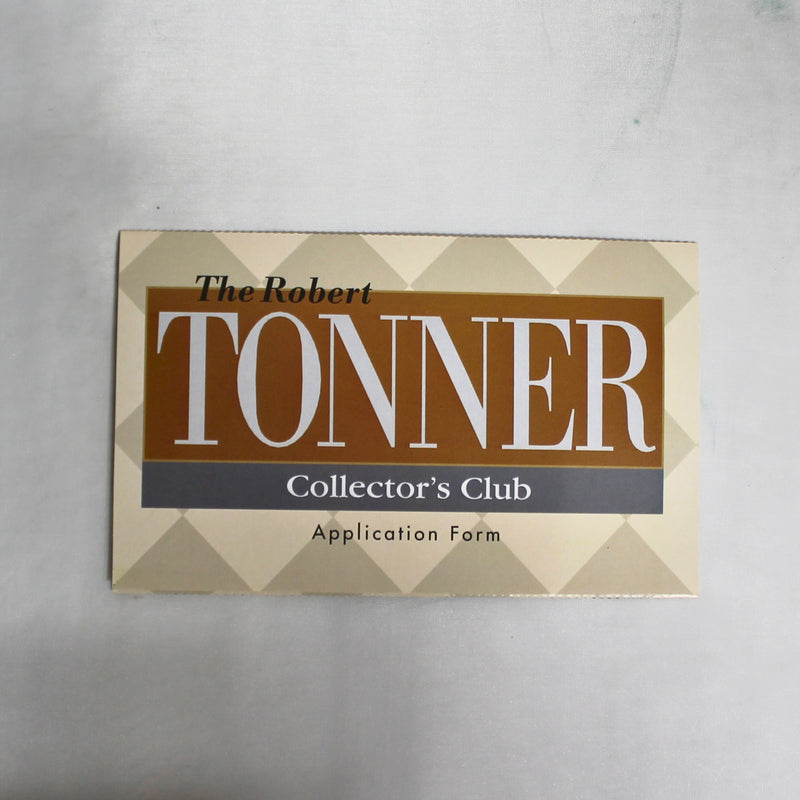 The Robert
TONNER
Collector's Club
Application Form